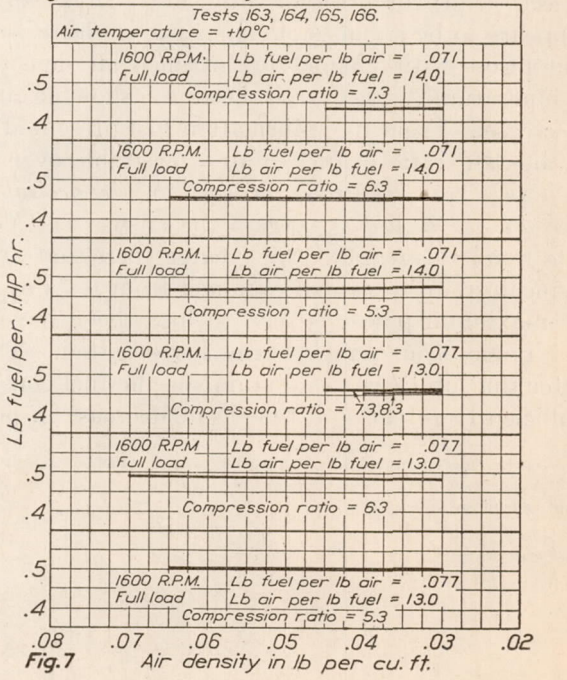 Tests 163, 164, 165, 166.
Air temperature = +10°C
1600 R.P.M. Lb fuel per lb air = .071
Full load Lb air per lb fuel = 14.0
Compression ratio = 7.3
.5
.4
1600 R.P.M. Lb fuel per lb air = .071
Full load Lb air per lb fuel = 14.0
Compression ratio = 6.3
.5
.4
1600 R.P.M. Lb fuel per lb air = .071
Full load Lb air per lb fuel = 14.0
Compression ratio = 5.3
.5
.4
1600 R.P.M. Lb fuel per lb air = .077
Full load Lb air per lb fuel = 13.0
Compression ratio = 7.3,8.3
.5
.4
1600 R.P.M Lb fuel per lb air = .077
Full load Lb air per lb fuel = 13.0
Compression ratio = 6.3
.5
.4
1600 R.P.M. Lb fuel per lb air = .077
Full load Lb air per lb fuel = 13.0
Compression ratio = 5.3
.5
.4
Lb fuel per I.HP hr.
.08 .07 .06 .05 .04 .03 .02
Fig.7 Air density in lb per cu. ft.